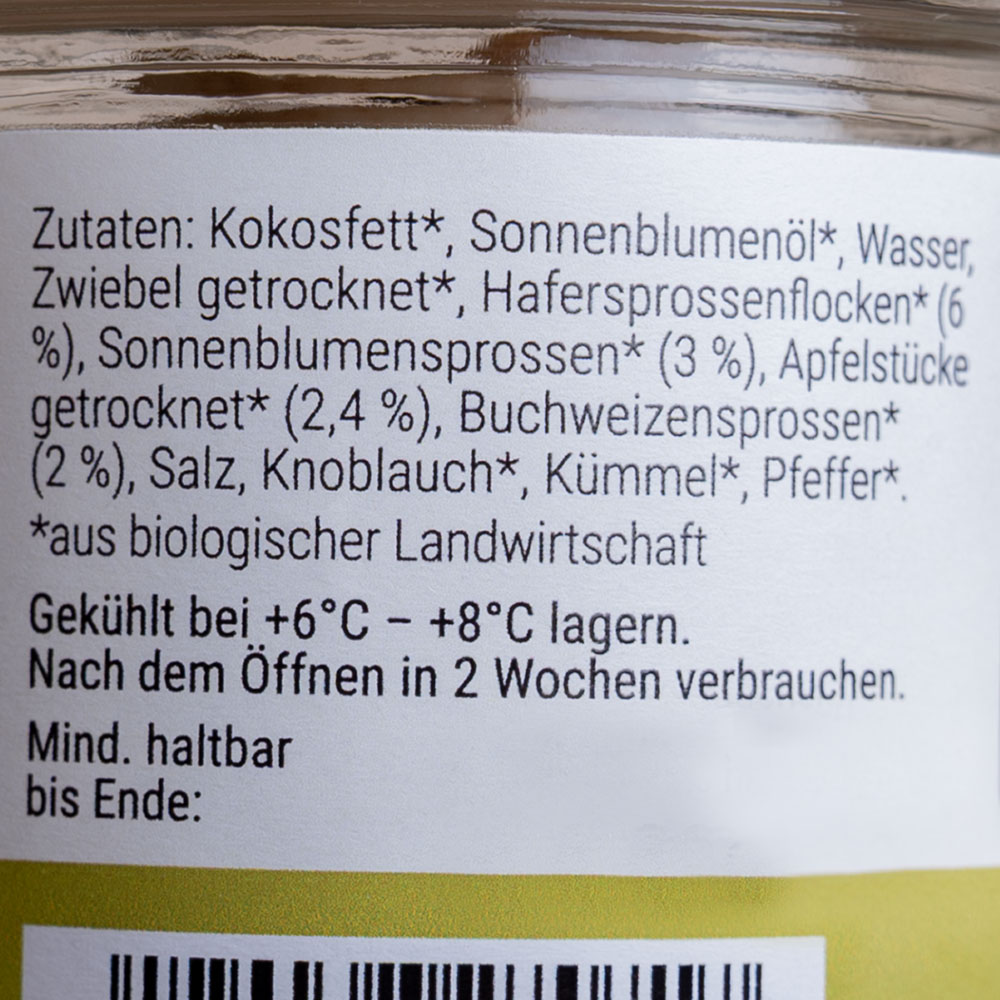 Zutaten: Kokosfett*, Sonnenblumenöl*, Wasser,
Zwiebel getrocknet*, Hafersprossenflocken* (6
%), Sonnenblumensprossen* (3 %), Apfelstücke
getrocknet* (2,4 %), Buchweizensprossen*
(2 %), Salz, Knoblauch*, Kümmel*, Pfeffer*.
*aus biologischer Landwirtschaft
Gekühlt bei +6°C – +8°C lagern.
Nach dem Öffnen in 2 Wochen verbrauchen.
Mind. haltbar
bis Ende: